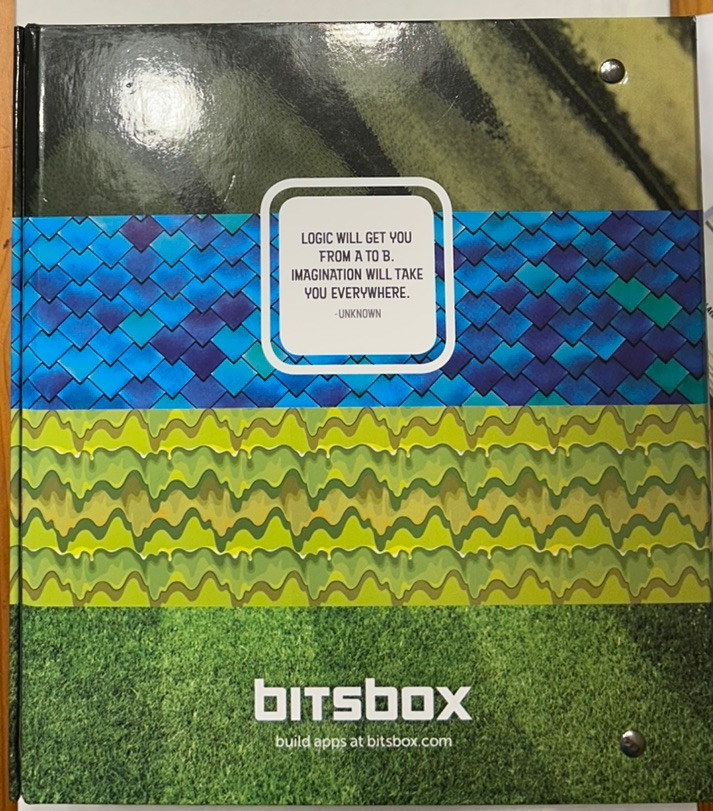 LOGIC WILL GET YOU
FROM A TO B.
IMAGINATION WILL TAKE
YOU EVERYWHERE.
-UNKNOWN
bitsbox
build apps at bitsbox.com